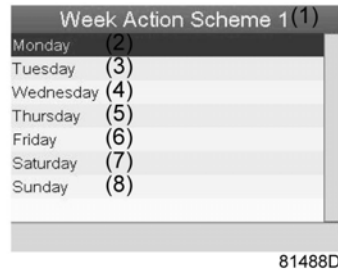 Week Action Scheme 1(1)
Monday (2)
Tuesday (3)
Wednesday (4)
Thursday (5)
Friday (6)
Saturday (7)
Sunday (8)
81488D